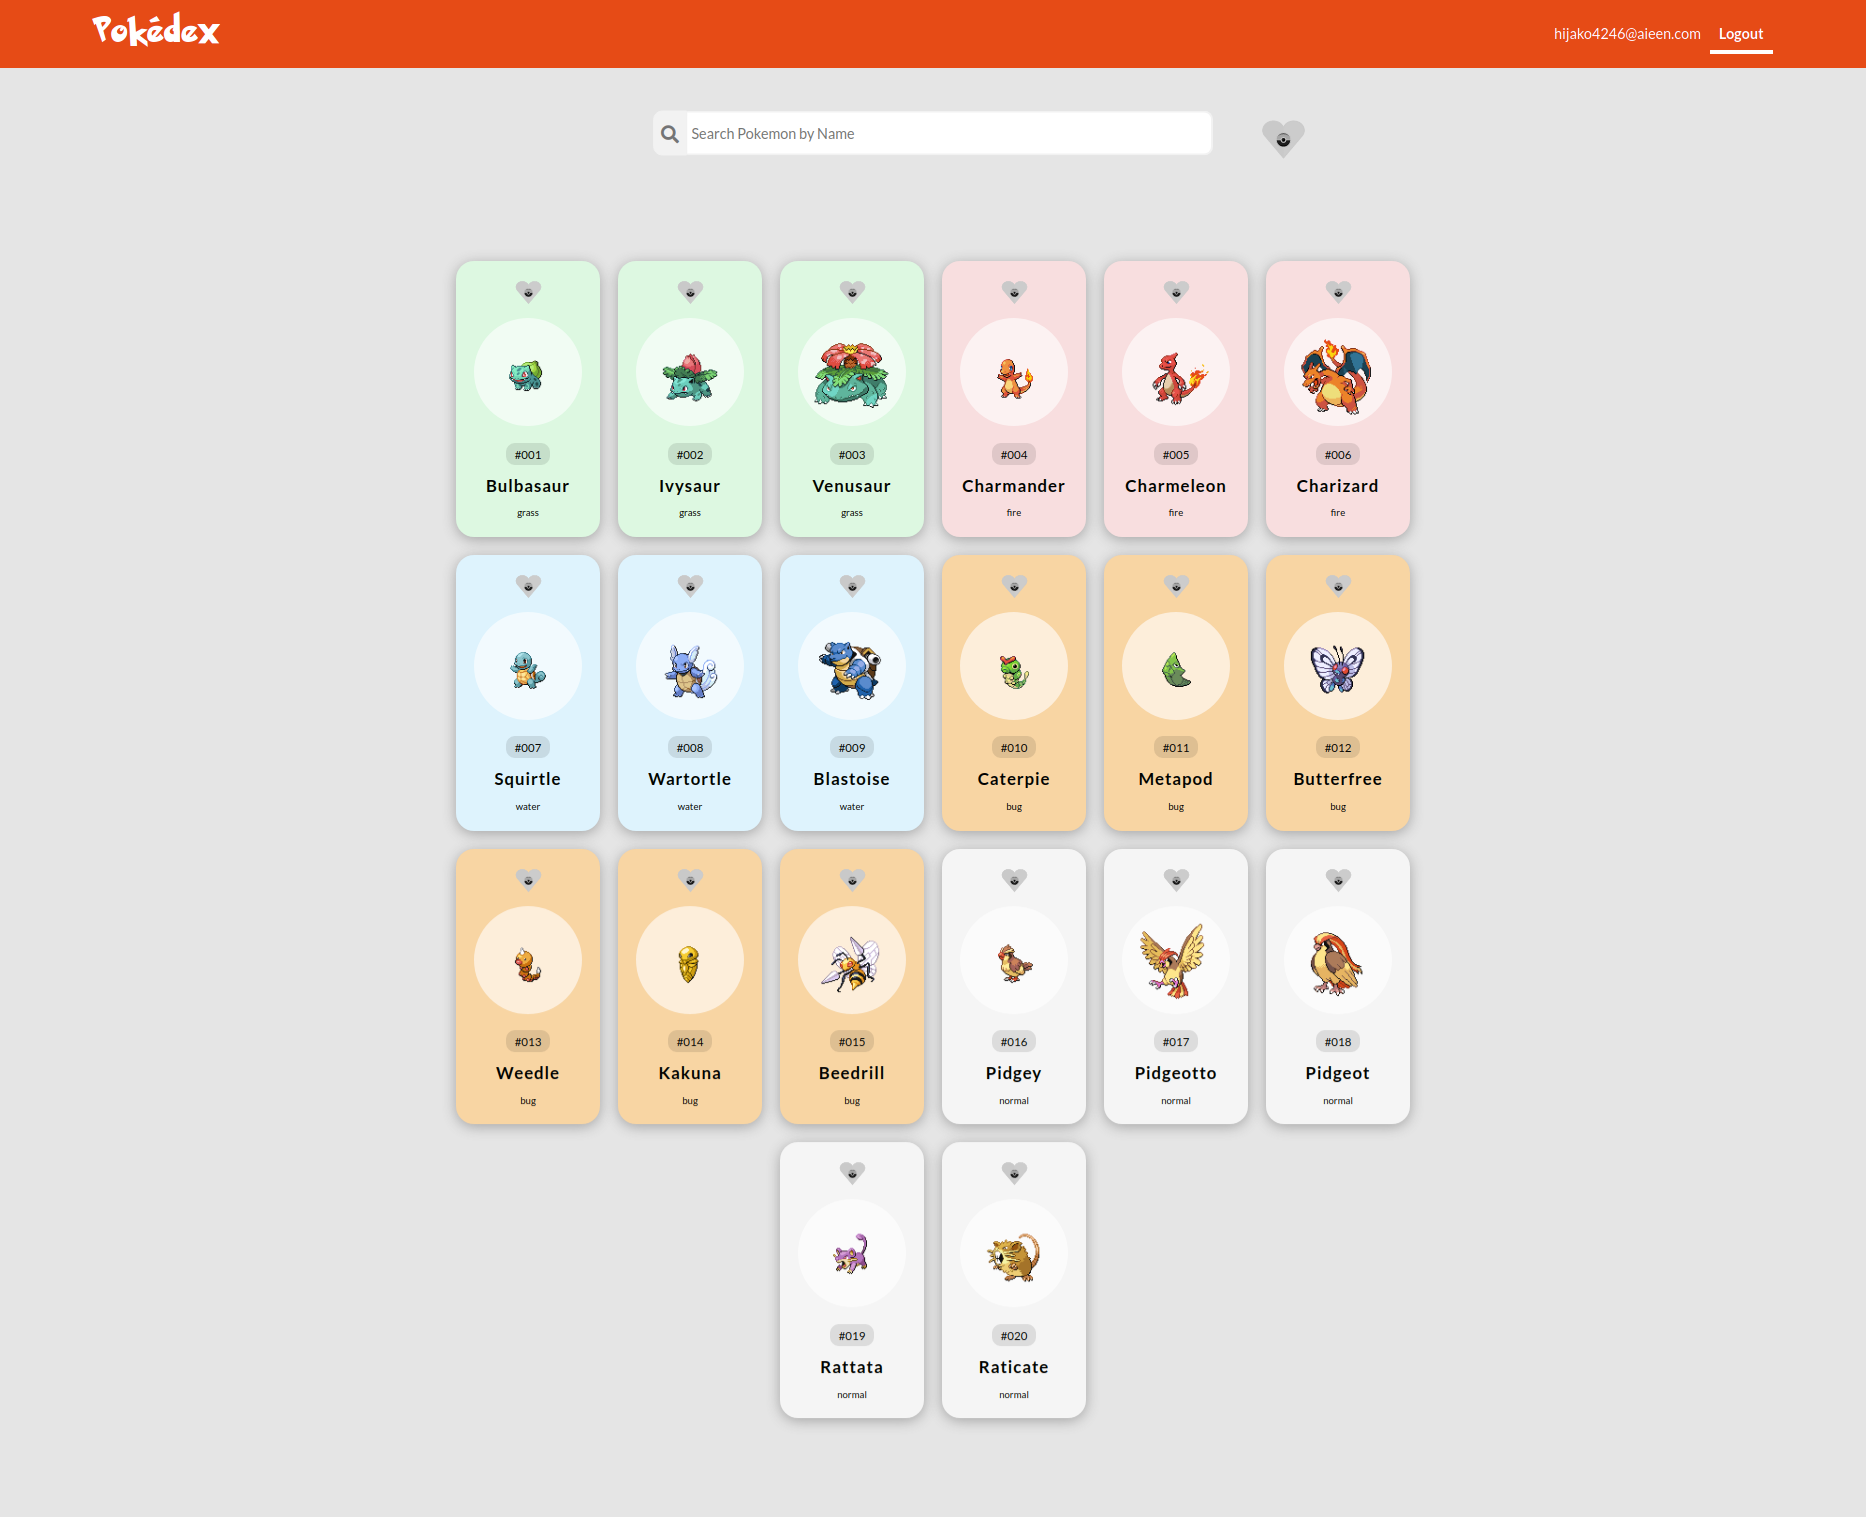 Pokédex
hijako4246@aieen.com Logout
Search Pokemon by Name
#001 #002 #003 #004 #005 #006
Bulbasaur Ivysaur Venusaur Charmander Charmeleon Charizard
grass grass grass fire fire fire
#007 #008 #009 #010 #011 #012
Squirtle Wartortle Blastoise Caterpie Metapod Butterfree
water water water bug bug bug
#013 #014 #015 #016 #017 #018
Weedle Kakuna Beedrill Pidgey Pidgeotto Pidgeot
bug bug bug normal normal normal
#019 #020
Rattata Raticate
normal normal